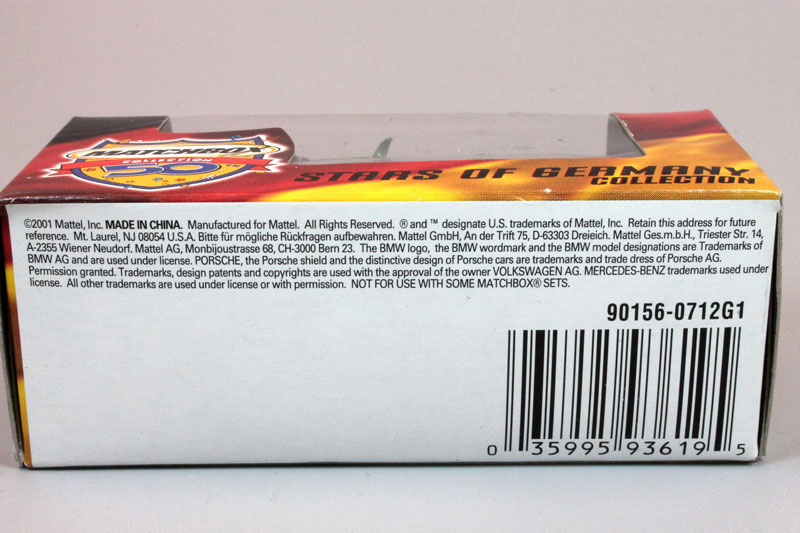 MATCHBOX
COLLECTION
50
STARS OF GERMANY
COLLECTION
©2001 Mattel, Inc. MADE IN CHINA. Manufactured for Mattel. All Rights Reserved. ® and ™ designate U.S. trademarks of Mattel, Inc. Retain this address for future
reference. Mt. Laurel, NJ 08054 U.S.A. Bitte für mögliche Rückfragen aufbewahren. Mattel GmbH, An der Trift 75, D-63303 Dreieich. Mattel Ges.m.b.H., Triester Str. 14,
A-2355 Wiener Neudorf. Mattel AG, Monbijoustrasse 68, CH-3000 Bern 23. The BMW logo, the BMW wordmark and the BMW model designations are Trademarks of
BMW AG and are used under license. PORSCHE, the Porsche shield and the distinctive design of Porsche cars are trademarks and trade dress of Porsche AG.
Permission granted. Trademarks, design patents and copyrights are used with the approval of the owner VOLKSWAGEN AG. MERCEDES-BENZ trademarks used under
license. All other trademarks are used under license or with permission. NOT FOR USE WITH SOME MATCHBOX® SETS.
90156-0712G1
0 35995 93619 5